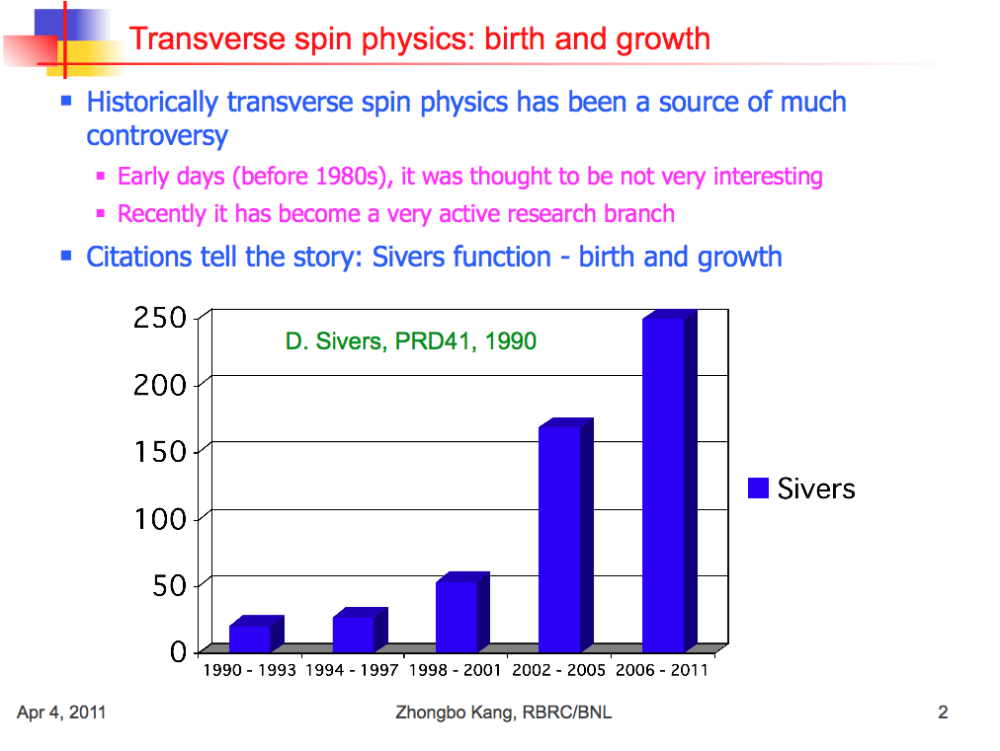 Transverse spin physics: birth and growth
Historically transverse spin physics has been a source of much
controversy
Early days (before 1980s), it was thought to be not very interesting
Recently it has become a very active research branch
Citations tell the story: Sivers function - birth and growth
250
200
150
100
50
0
D. Sivers, PRD41, 1990
Sivers
1990 - 1993 1994 - 1997 1998 - 2001 2002 - 2005 2006 - 2011
Apr 4, 2011
Zhongbo Kang, RBRC/BNL
2